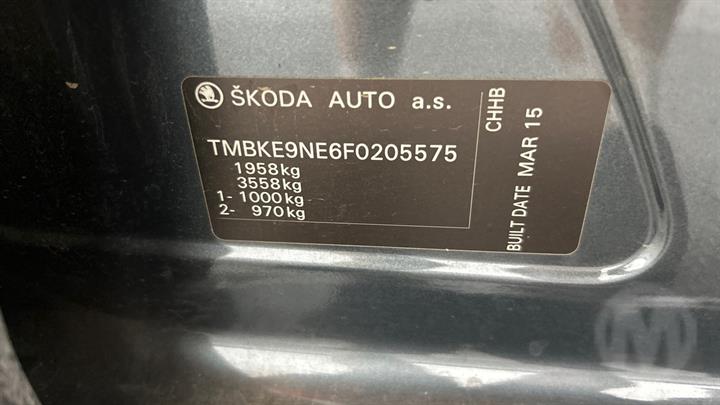 ŠKODA AUTO a.s.
TMBKE9NE6F0205575
1958kg
3558kg
1- 1000kg
2- 970kg
CHHB
BUILT DATE MAR 15
M